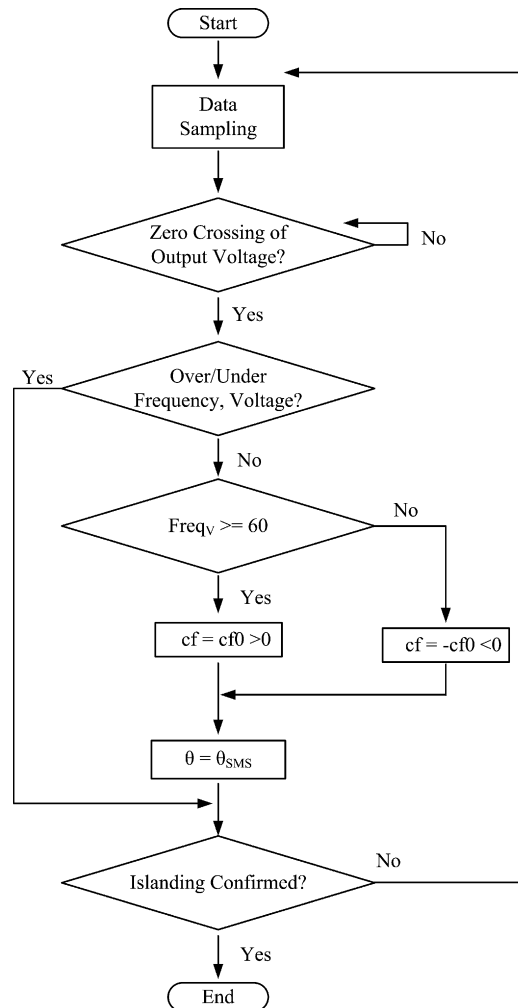 Start
Data
Sampling
Zero Crossing of
Output Voltage?
No
Yes
Yes
Over/Under
Frequency, Voltage?
No
Freq_V >= 60
No
Yes
cf = cf0 >0
cf = -cf0 <0
θ = θ_SMS
Islanding Confirmed?
No
Yes
End